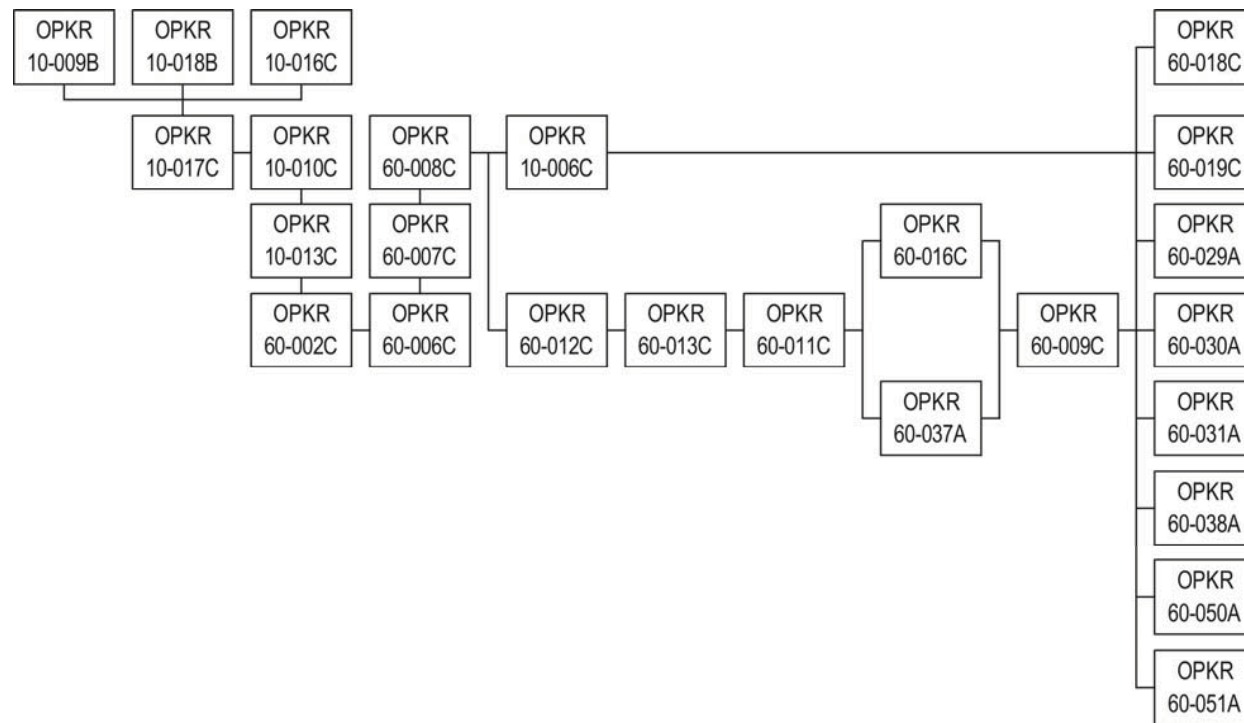 OPKR
10-009B
OPKR
10-018B
OPKR
10-016C
OPKR
60-018C
OPKR
10-017C
OPKR
10-010C
OPKR
60-008C
OPKR
10-006C
OPKR
60-019C
OPKR
10-013C
OPKR
60-007C
OPKR
60-016C
OPKR
60-029A
OPKR
60-002C
OPKR
60-006C
OPKR
60-012C
OPKR
60-013C
OPKR
60-011C
OPKR
60-009C
OPKR
60-030A
OPKR
60-037A
OPKR
60-031A
OPKR
60-038A
OPKR
60-050A
OPKR
60-051A